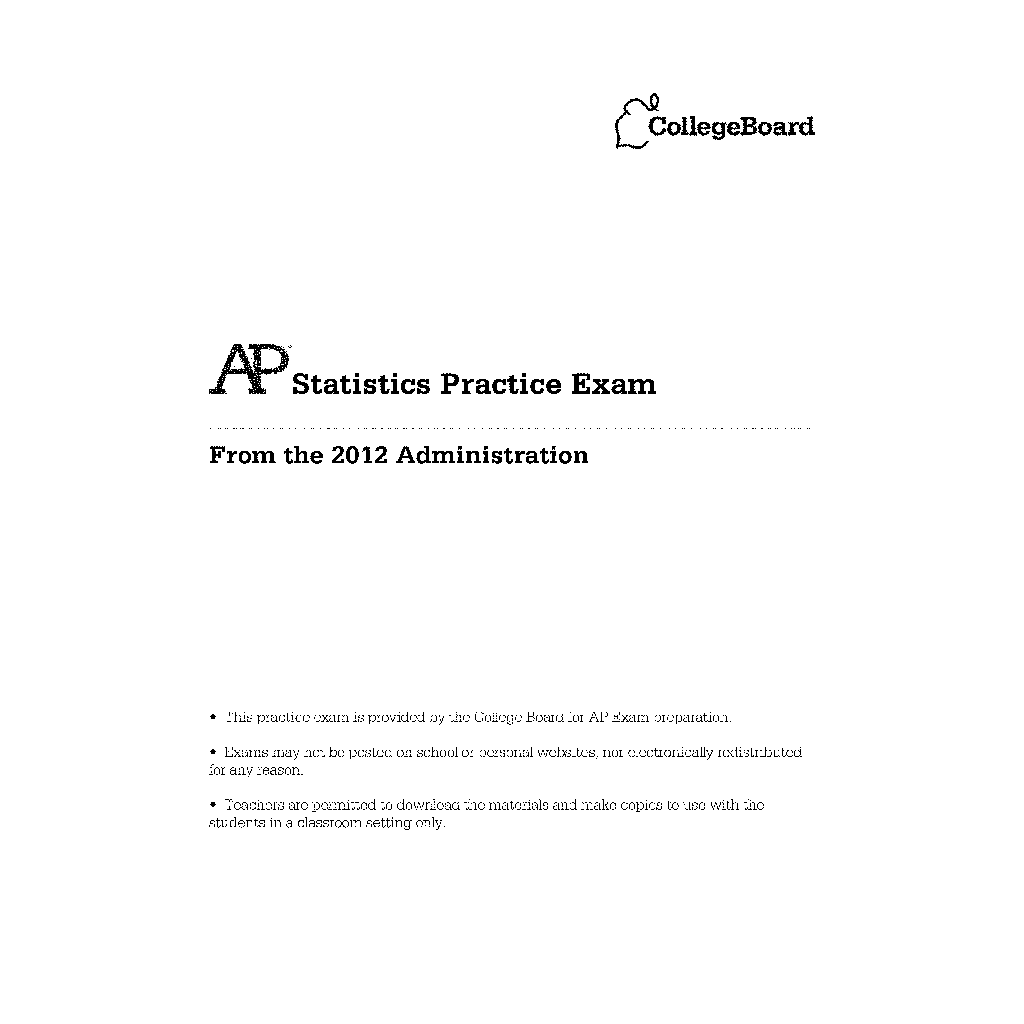 CollegeBoard
AP® Statistics Practice Exam
From the 2012 Administration
• This practice exam is provided by the College Board for AP Exam preparation.
• Exams may not be posted on school or personal websites, nor electronically redistributed
for any reason.
• Teachers are permitted to download the materials and make copies to use with the
students in a classroom setting only.